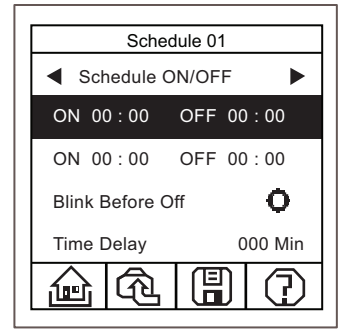 Schedule 01
Schedule ON/OFF
ON 00 : 00 OFF 00 : 00
ON 00 : 00 OFF 00 : 00
Blink Before Off
Time Delay 000 Min